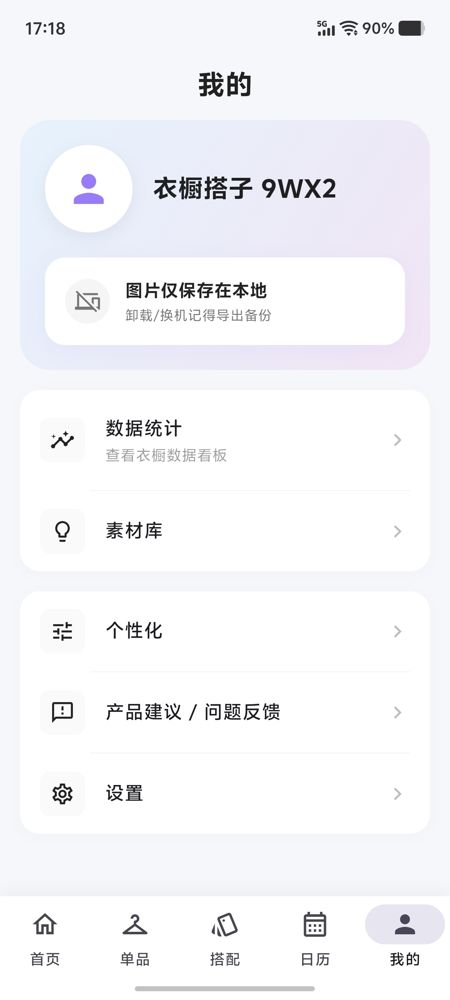 17:18
5G
90%
我的
衣橱搭子 9WX2
图片仅保存在本地
卸载/换机记得导出备份
数据统计
查看衣橱数据看板
素材库
个性化
产品建议 / 问题反馈
设置
首页
单品
搭配
日历
我的